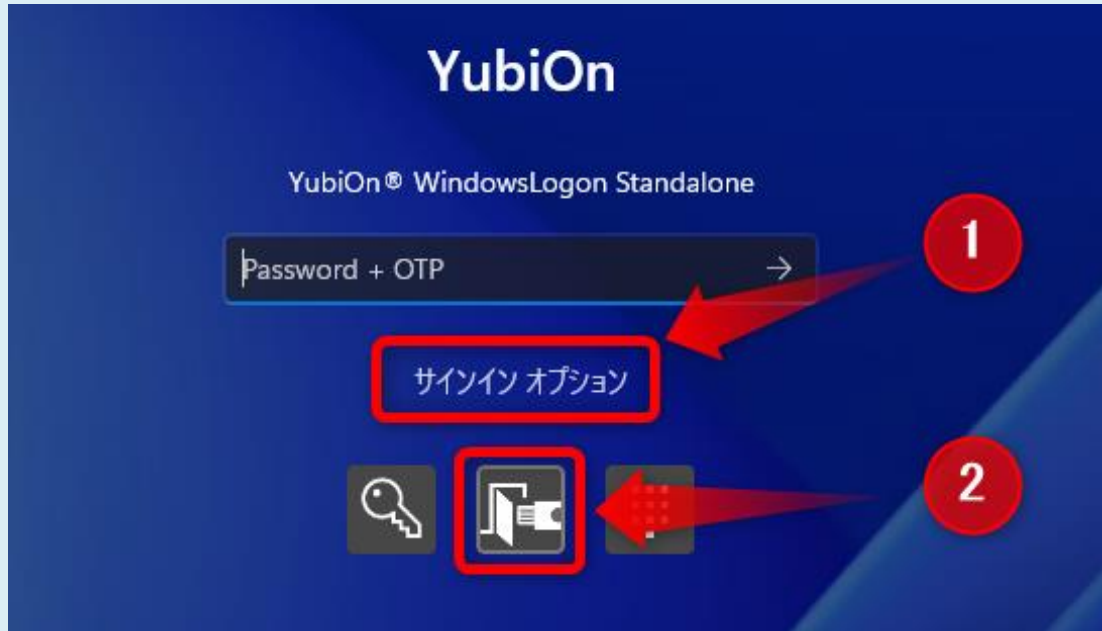 YubiOn
YubiOn® WindowsLogon Standalone
Password + OTP
1
サインイン オプション
2